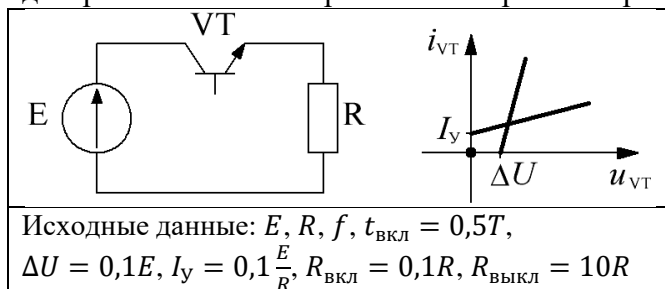 VT
E
R
i_VT
I_У
ΔU
u_VT
Исходные данные: E, R, f, t_вкл = 0,5T,
ΔU = 0,1E, I_У = 0,1 E/R, R_вкл = 0,1R, R_выкл = 10R